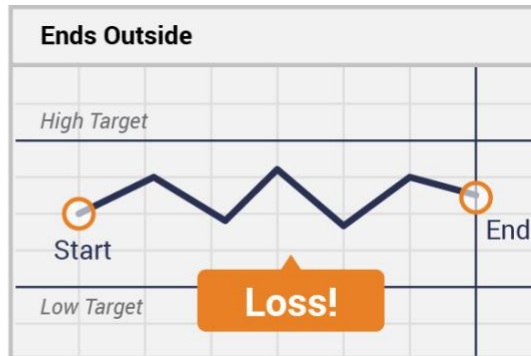 Ends Outside
High Target
Start
End
Loss!
Low Target